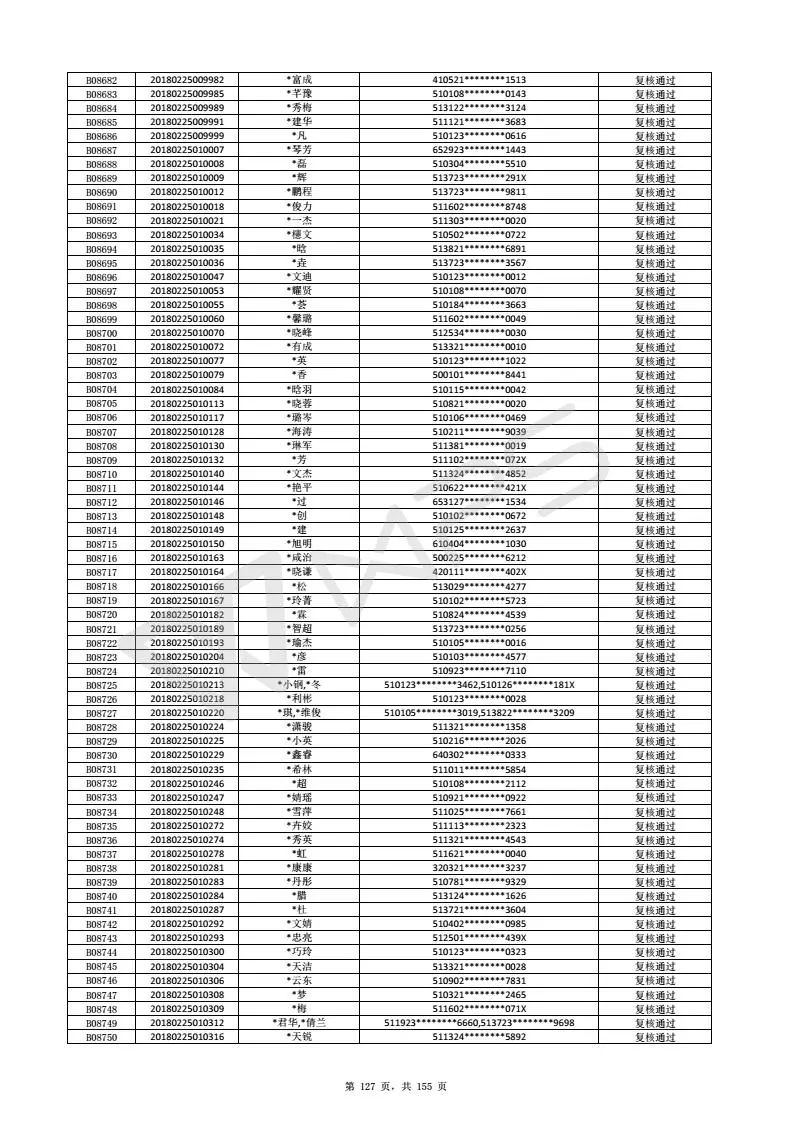 B08682 20180225009982 *富成 410521********1513 复核通过
B08683 20180225009985 *芊豫 510108********0143 复核通过
B08684 20180225009989 *秀梅 513122********3124 复核通过
B08685 20180225009991 *建华 511121********3683 复核通过
B08686 20180225009999 *凡 510123********0616 复核通过
B08687 20180225010007 *琴芳 652923********1443 复核通过
B08688 20180225010008 *磊 510304********5510 复核通过
B08689 20180225010009 *辉 513723********291X 复核通过
B08690 20180225010012 *鹏程 513723********9811 复核通过
B08691 20180225010018 *俊力 511602********8748 复核通过
B08692 20180225010021 *一杰 511303********0020 复核通过
B08693 20180225010034 *穗文 510502********0722 复核通过
B08694 20180225010035 *晗 513821********6891 复核通过
B08695 20180225010036 *垚 513723********3567 复核通过
B08696 20180225010047 *文迪 510123********0012 复核通过
B08697 20180225010053 *耀贤 510108********0070 复核通过
B08698 20180225010055 *荟 510184********3663 复核通过
B08699 20180225010060 *馨璐 511602********0049 复核通过
B08700 20180225010070 *晓峰 512534********0030 复核通过
B08701 20180225010072 *有成 513321********0010 复核通过
B08702 20180225010077 *英 510123********1022 复核通过
B08703 20180225010079 *香 500101********8441 复核通过
B08704 20180225010084 *晗羽 510115********0042 复核通过
B08705 20180225010113 *晓蓉 510821********0020 复核通过
B08706 20180225010117 *璐岑 510106********0469 复核通过
B08707 20180225010128 *海涛 510211********9039 复核通过
B08708 20180225010130 *琳军 511381********0019 复核通过
B08709 20180225010132 *芳 511102********072X 复核通过
B08710 20180225010140 *文杰 511324********4852 复核通过
B08711 20180225010144 *艳平 510622********421X 复核通过
B08712 20180225010146 *过 653127********1534 复核通过
B08713 20180225010148 *创 510102********0672 复核通过
B08714 20180225010149 *建 510125********2637 复核通过
B08715 20180225010150 *旭明 610404********1030 复核通过
B08716 20180225010163 *咸治 500225********6212 复核通过
B08717 20180225010164 *晓谦 420111********402X 复核通过
B08718 20180225010166 *松 513029********4277 复核通过
B08719 20180225010167 *玲菁 510102********5723 复核通过
B08720 20180225010182 *霖 510824********4539 复核通过
B08721 20180225010189 *智超 513723********0256 复核通过
B08722 20180225010193 *瑜杰 510105********0016 复核通过
B08723 20180225010204 *彦 510103********4577 复核通过
B08724 20180225010210 *雷 510923********7110 复核通过
B08725 20180225010213 *小钢,*冬 510123********3462,510126********181X 复核通过
B08726 20180225010218 *利彬 510123********0028 复核通过
B08727 20180225010220 *琪,*维俊 510105********3019,513822********3209 复核通过
B08728 20180225010224 *潇骏 511321********1358 复核通过
B08729 20180225010225 *小英 510216********2026 复核通过
B08730 20180225010229 *鑫睿 640302********0333 复核通过
B08731 20180225010235 *希林 511011********5854 复核通过
B08732 20180225010246 *超 510108********2112 复核通过
B08733 20180225010247 *婧瑶 510921********0922 复核通过
B08734 20180225010248 *雪萍 511025********7661 复核通过
B08735 20180225010272 *卉姣 511113********2323 复核通过
B08736 20180225010274 *秀英 511321********4543 复核通过
B08737 20180225010278 *虹 511621********0040 复核通过
B08738 20180225010281 *康康 320321********3237 复核通过
B08739 20180225010283 *丹彤 510781********9329 复核通过
B08740 20180225010284 *腊 513124********1626 复核通过
B08741 20180225010287 *杜 513721********3604 复核通过
B08742 20180225010292 *文婧 510402********0985 复核通过
B08743 20180225010293 *忠亮 512501********439X 复核通过
B08744 20180225010300 *巧玲 510123********0323 复核通过
B08745 20180225010304 *天洁 513321********0028 复核通过
B08746 20180225010306 *云东 510902********7831 复核通过
B08747 20180225010308 *梦 510321********2465 复核通过
B08748 20180225010309 *梅 511602********071X 复核通过
B08749 20180225010312 *君华,*倩兰 511923********6660,513723********9698 复核通过
B08750 20180225010316 *天锐 511324********5892 复核通过
WPS
第 127 页，共 155 页